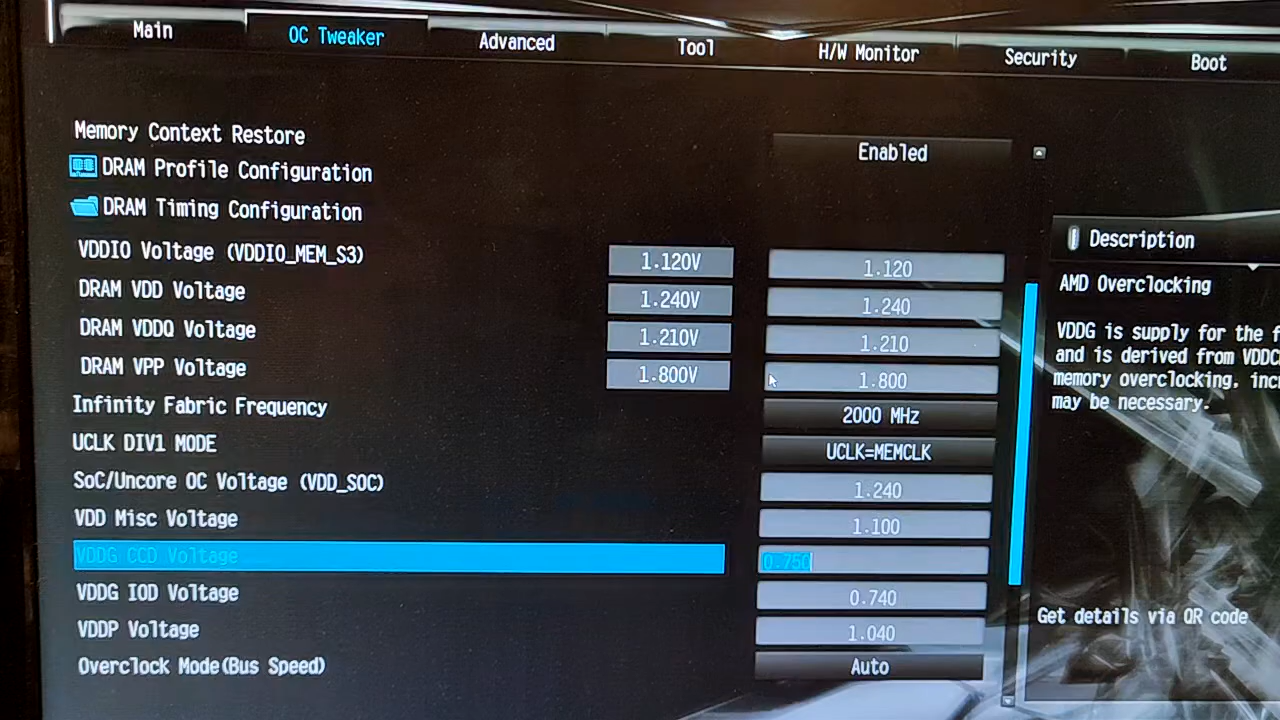 Main OC Tweaker Advanced Tool H/W Monitor Security Boot
Memory Context Restore Enabled
DRAM Profile Configuration
DRAM Timing Configuration
VDDIO Voltage (VDDIO_MEM_S3) 1.120V 1.120
DRAM VDD Voltage 1.240V 1.240
DRAM VDDQ Voltage 1.210V 1.210
DRAM VPP Voltage 1.800V 1.800
Infinity Fabric Frequency 2000 MHz
UCLK DIV1 MODE UCLK=MEMCLK
SoC/Uncore OC Voltage (VDD_SOC) 1.240
VDD Misc Voltage 1.100
VDDG CCD Voltage 0.750
VDDG IOD Voltage 0.740
VDDP Voltage 1.040
Overclock Mode(Bus Speed) Auto
Description
AMD Overclocking
VDDG is supply for the f
and is derived from VDDC
memory overclocking, inc
may be necessary.
Get details via QR code